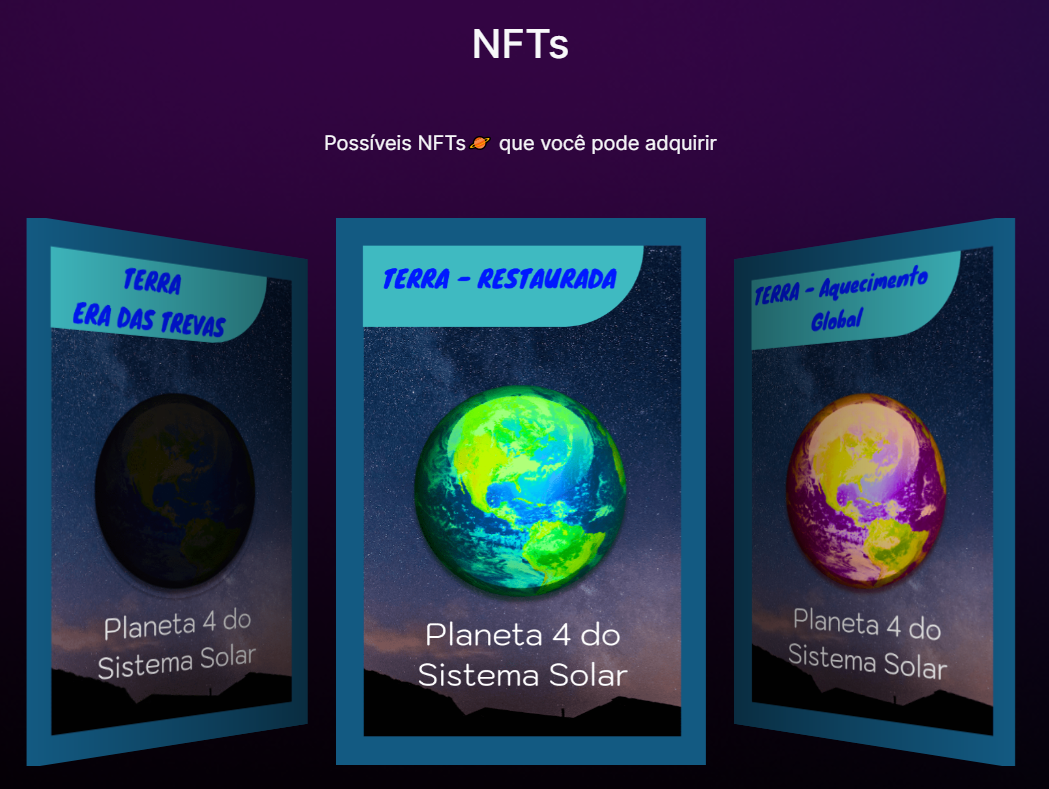 NFTs
Possíveis NFTs🪐 que você pode adquirir
TERRA
ERA DAS TREVAS
Planeta 4 do
Sistema Solar
TERRA - RESTAURADA
Planeta 4 do
Sistema Solar
TERRA - Aquecimento
Global
Planeta 4 do
Sistema Solar